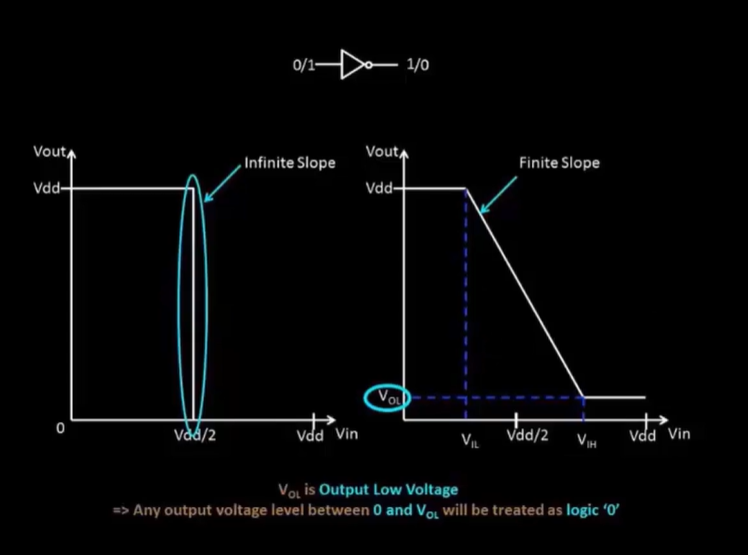 0/1 1/0
Vout
Infinite Slope
Vdd
0
Vdd/2
Vdd
Vin
Vout
Finite Slope
Vdd
VOL
VIL
Vdd/2
VIH
Vdd
Vin
VOL is Output Low Voltage
=> Any output voltage level between 0 and VOL will be treated as logic ‘0’